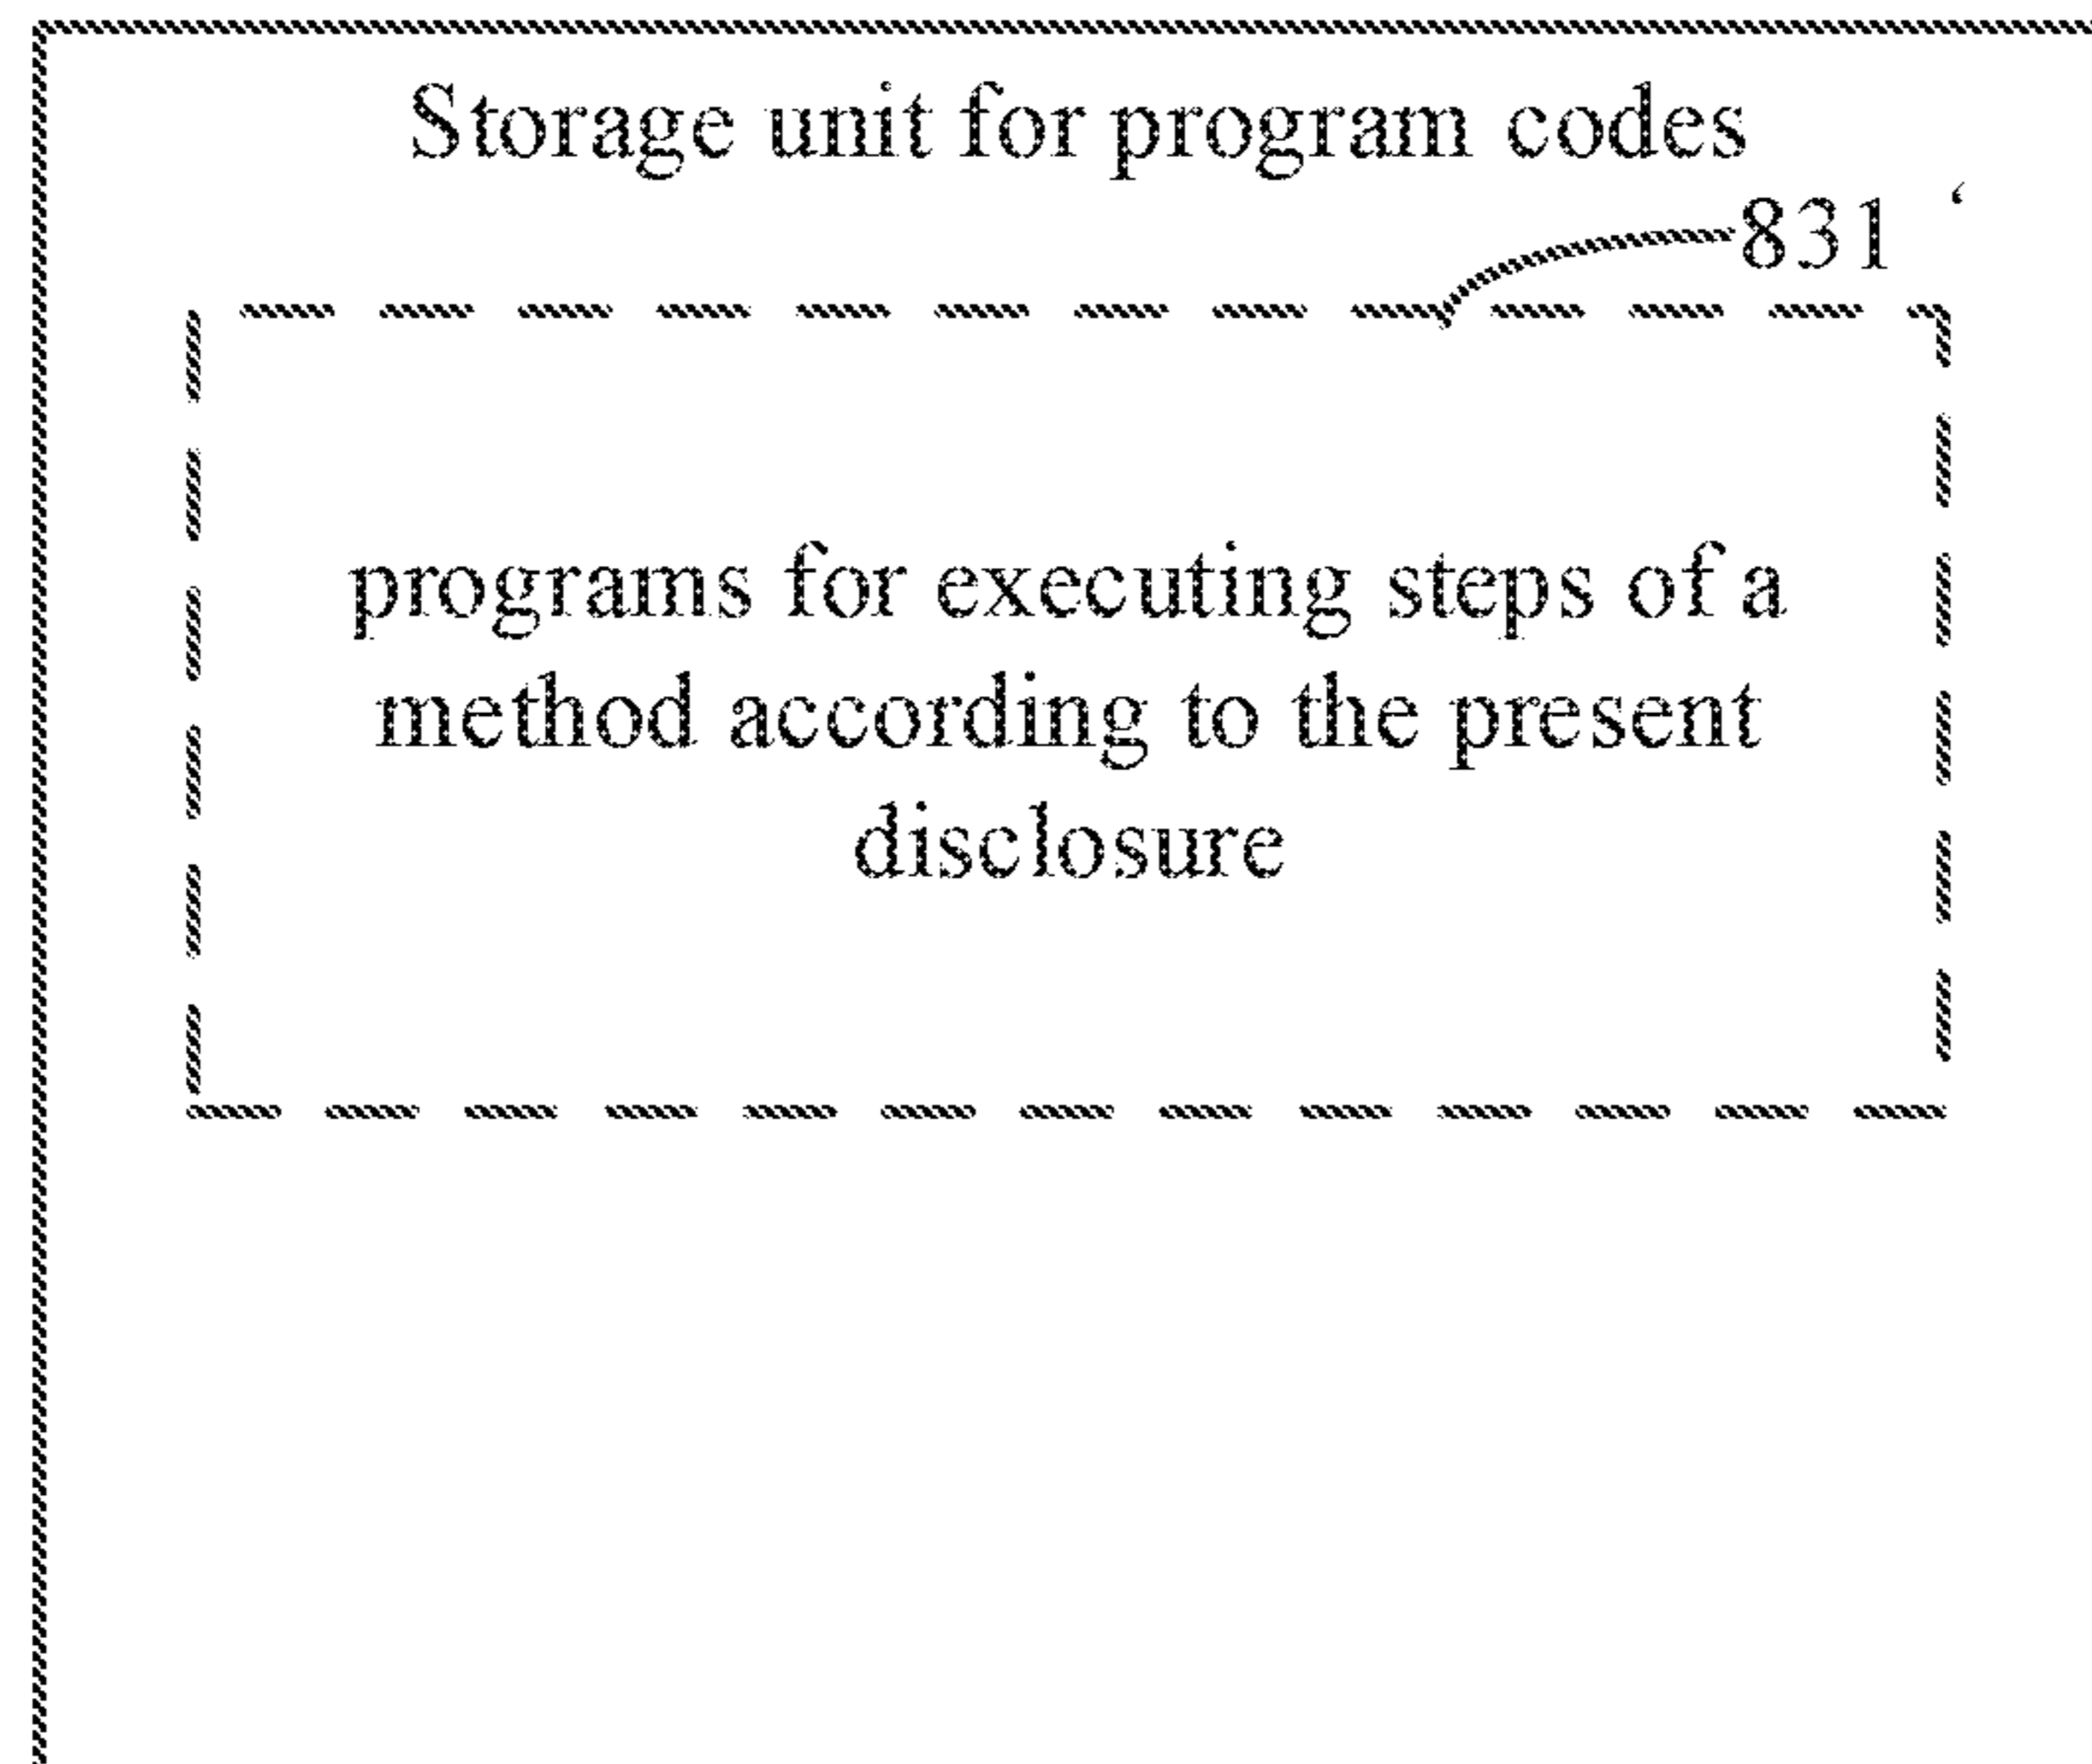 Storage unit for program codes
831 ‘
programs for executing steps of a
method according to the present
disclosure